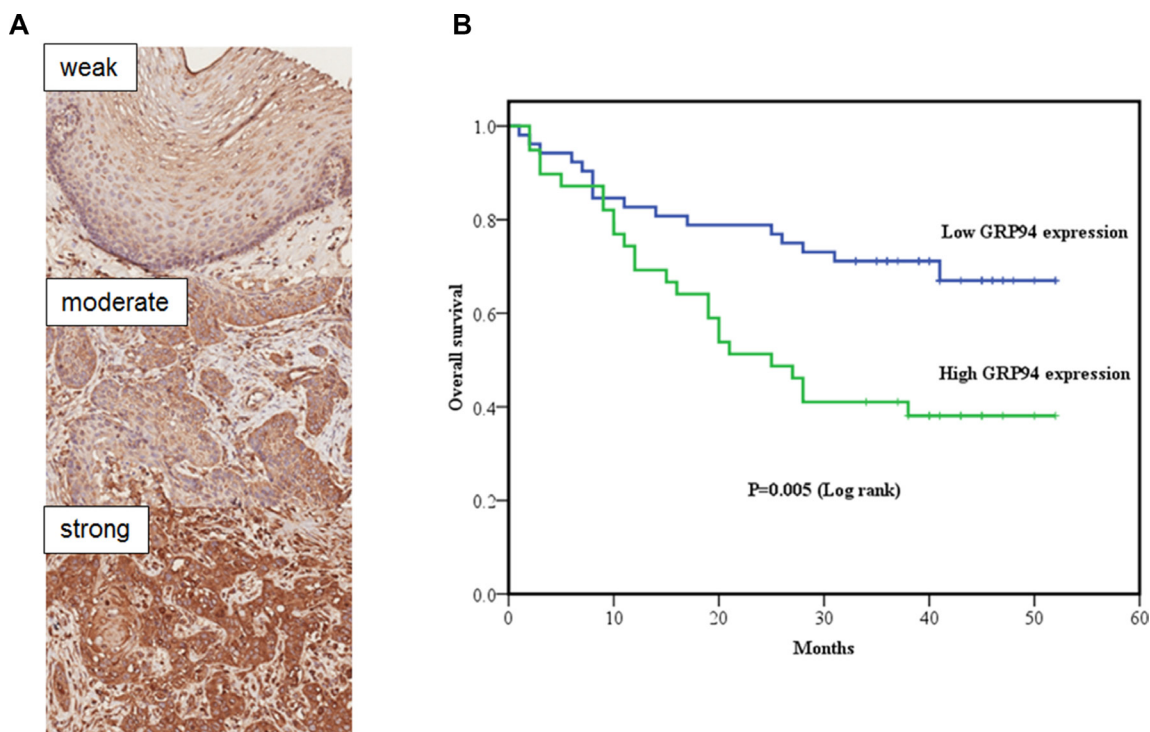 A
weak
moderate
strong
B
Overall survival
1.0
0.8
0.6
0.4
0.2
0.0
Low GRP94 expression
High GRP94 expression
P=0.005 (Log rank)
0 10 20 30 40 50 60
Months